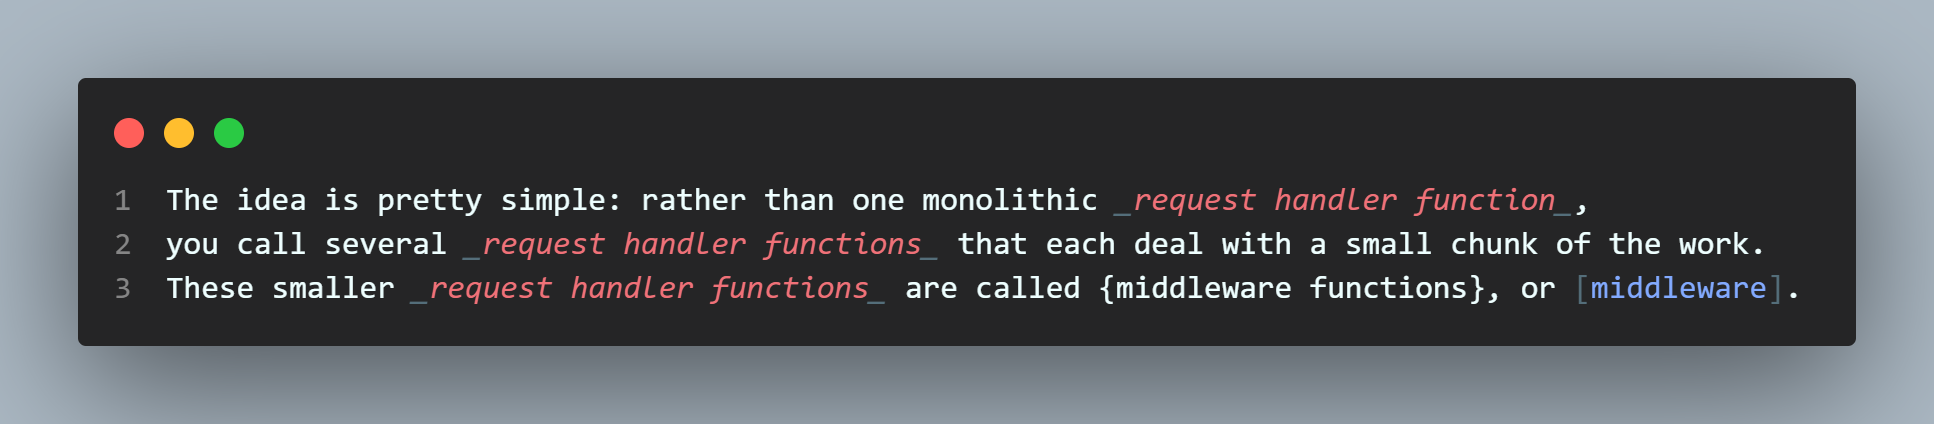 1 The idea is pretty simple: rather than one monolithic _request handler function_,
2 you call several _request handler functions_ that each deal with a small chunk of the work.
3 These smaller _request handler functions_ are called {middleware functions}, or [middleware].